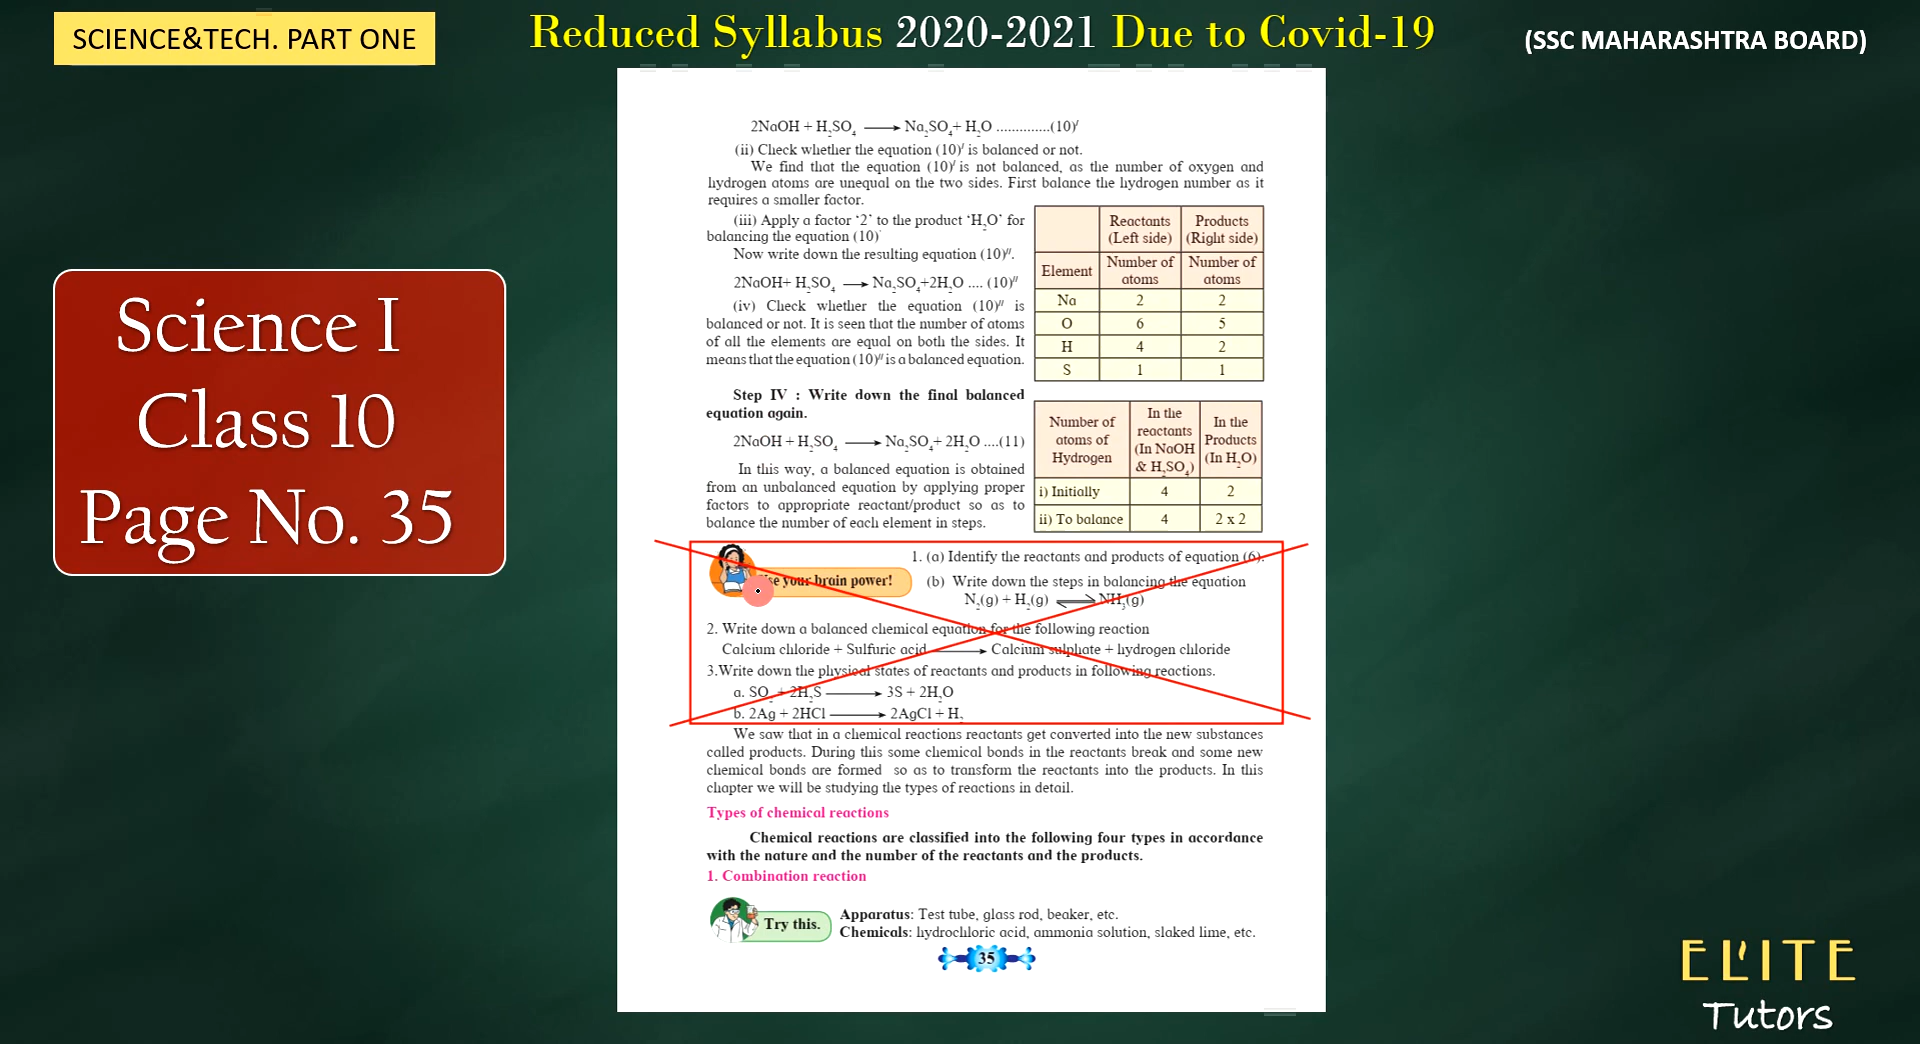 SCIENCE&TECH. PART ONE
Reduced Syllabus 2020-2021 Due to Covid-19
(SSC MAHARASHTRA BOARD)
Science I
Class 10
Page No. 35
2NaOH + H₂SO₄ ⟶ Na₂SO₄+ H₂O ..............(10)ᴵ
(ii) Check whether the equation (10)ᴵ is balanced or not.
We find that the equation (10)ᴵ is not balanced, as the number of oxygen and
hydrogen atoms are unequal on the two sides. First balance the hydrogen number as it
requires a smaller factor.
(iii) Apply a factor ‘2’ to the product ‘H₂O’ for
balancing the equation (10)ᴵ
Now write down the resulting equation (10)ᴵᴵ.
2NaOH+ H₂SO₄ ⟶ Na₂SO₄+2H₂O .... (10)ᴵᴵ
(iv) Check whether the equation (10)ᴵᴵ is
balanced or not. It is seen that the number of atoms
of all the elements are equal on both the sides. It
means that the equation (10)ᴵᴵ is a balanced equation.
Reactants (Left side) Products (Right side)
Element Number of atoms Number of atoms
Na 2 2
O 6 5
H 4 2
S 1 1
Step IV : Write down the final balanced
equation again.
2NaOH + H₂SO₄ ⟶ Na₂SO₄+ 2H₂O ....(11)
In this way, a balanced equation is obtained
from an unbalanced equation by applying proper
factors to appropriate reactant/product so as to
balance the number of each element in steps.
Number of atoms of Hydrogen In the reactants (In NaOH & H₂SO₄) In the Products (In H₂O)
i) Initially 4 2
ii) To balance 4 2 x 2
your brain power!
1. (a) Identify the reactants and products of equation (6).
(b) Write down the steps in balancing the equation
N₂(g) + H₂(g) ⇌ NH₃(g)
2. Write down a balanced chemical equation for the following reaction
Calcium chloride + Sulfuric acid ⟶ Calcium sulphate + hydrogen chloride
3.Write down the physical states of reactants and products in following reactions.
a. SO₂ + 2H₂S ⟶ 3S + 2H₂O
b. 2Ag + 2HCl ⟶ 2AgCl + H₂
We saw that in a chemical reactions reactants get converted into the new substances
called products. During this some chemical bonds in the reactants break and some new
chemical bonds are formed so as to transform the reactants into the products. In this
chapter we will be studying the types of reactions in detail.
Types of chemical reactions
Chemical reactions are classified into the following four types in accordance
with the nature and the number of the reactants and the products.
1. Combination reaction
Try this.
Apparatus: Test tube, glass rod, beaker, etc.
Chemicals: hydrochloric acid, ammonia solution, slaked lime, etc.
35
ELITE
Tutors